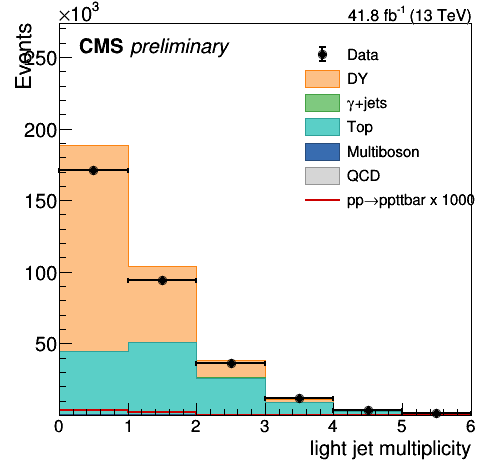 ×10³
41.8 fb⁻¹ (13 TeV)
Events
CMS preliminary
Data
DY
γ+jets
Top
Multiboson
QCD
pp→ppttbar x 1000
200
150
100
50
0 1 2 3 4 5 6
light jet multiplicity